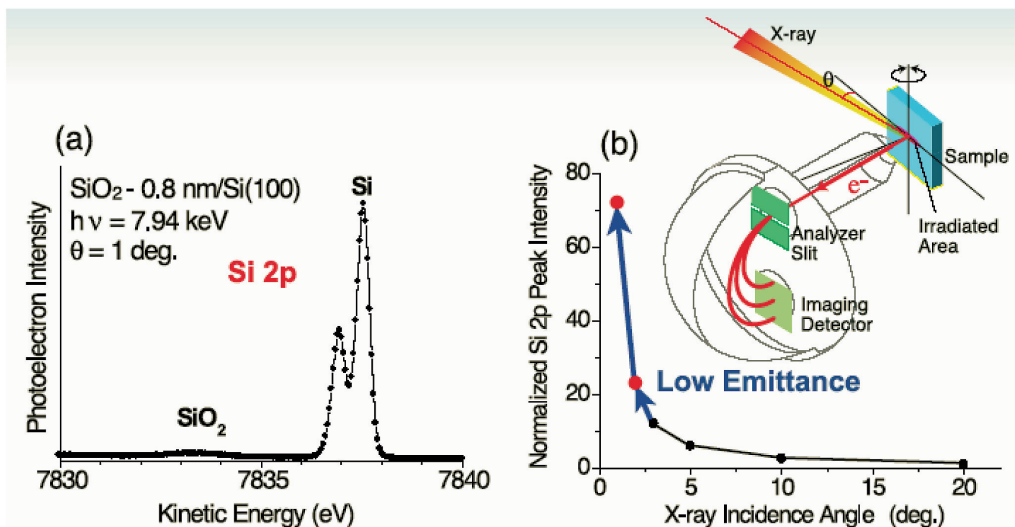 (a)
SiO₂ - 0.8 nm/Si(100)
hν = 7.94 keV
θ = 1 deg.
Si 2p
Si
SiO₂
Photoelectron Intensity
7830
7835
7840
Kinetic Energy (eV)
(b)
X-ray
θ
Sample
Irradiated
Area
e-
Analyzer
Slit
Imaging
Detector
Low Emittance
Normalized Si 2p Peak Intensity
80
60
40
20
0
0
5
10
15
20
X-ray Incidence Angle (deg.)